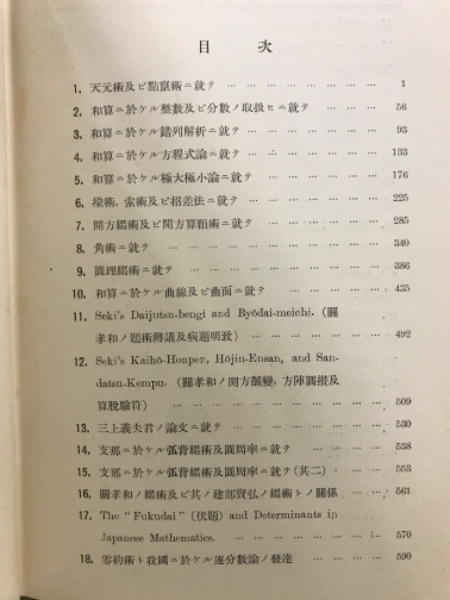 目次
1. 天元術及ビ點竄術ニ就テ … … … … … … 1
2. 和算ニ於ケル整數及ビ分數ノ取扱ヒニ就テ … … … 56
3. 和算ニ於ケル錯列解析ニ就テ … … … … … … 93
4. 和算ニ於ケル方程式論ニ就テ … … … … … … 133
5. 和算ニ於ケル極大極小論ニ就テ … … … … … 176
6. 垜術, 索術及ビ招差法ニ就テ … … … … … … 225
7. 開方綴術及ビ開方算顆術ニ就テ … … … … … 285
8. 角術ニ就テ … … … … … … … … … 340
9. 圓理綴術ニ就テ … … … … … … … … 386
10. 和算ニ於ケル曲線及ビ曲面ニ就テ … … … … … 435
11. Seki's Daijutsu-bengi and Byōdai-meichi. (關
孝和ノ題術辨議及病題明致) … … … … … … 492
12. Seki's Kaihō-Honpen, Hōjin-Ensan, and San-
datsu-Kempu. (關孝和ノ開方飜變, 方陣圓攅及
算脫驗符) … … … … … … … … 509
13. 三上義夫君ノ論文ニ就テ … … … … … … 530
14. 支那ニ於ケル弧背綴術及圓周率ニ就テ … … … … 538
15. 支那ニ於ケル弧背綴術及圓周率ニ就テ(其二) … … … 553
16. 關孝和ノ綴術及ビ其ノ建部賢弘ノ綴術トノ關係 … … … 561
17. The "Fukudai" (伏題) and Determinants in
Japanese Mathematics. … … … … … … … 570
18. 零約術ト我國ニ於ケル連分數論ノ發達 … … … … 590